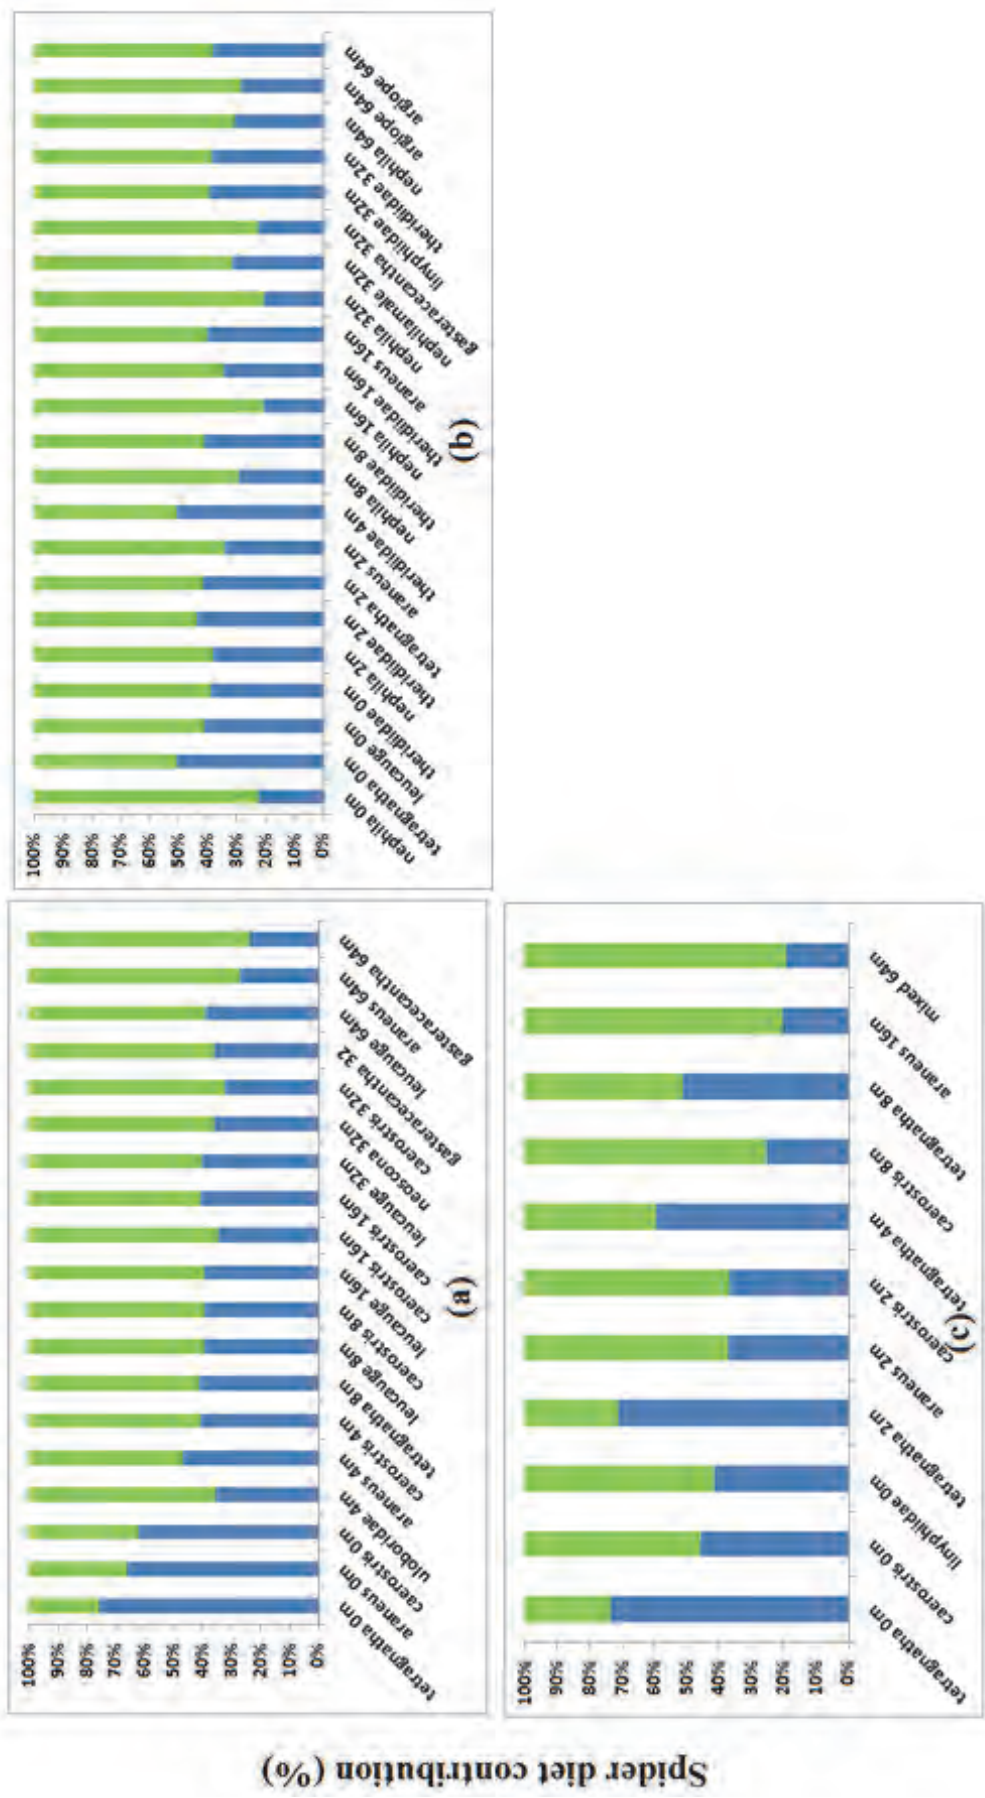 Spider diet contribution (%)
100%
90%
80%
70%
60%
50%
40%
30%
20%
10%
0%
tetragnatha 0m
araneus 0m
caerostris 0m
uloboridae 4m
araneus 4m
caerostris 4m
tetragnatha 8m
leucauge 8m
caerostris 8m
leucauge 16m
caerostris 16m
caerostris 16m
leucauge 32m
neoscona 32m
caerostris 32m
gasteracecantha 32
leucauge 64m
araneus 64m
gasteracecantha 64m
(a)
100%
90%
80%
70%
60%
50%
40%
30%
20%
10%
0%
nephila 0m
tetragnatha 0m
leucauge 0m
theridiidae 0m
nephila 2m
theridiidae 2m
tetragnatha 2m
araneus 2m
theridiidae 4m
nephila 8m
theridiidae 8m
nephila 16m
theridiidae 16m
araneus 16m
nephila 32m
nephilamale 32m
gasteracecantha 32m
linyphiidae 32m
theridiidae 32m
nephila 64m
argiope 64m
argiope 64m
(b)
100%
90%
80%
70%
60%
50%
40%
30%
20%
10%
0%
tetragnatha 0m
caerostris 0m
linyphiidae 0m
tetragnatha 2m
araneus 2m
caerostris 2m
tetragnatha 4m
caerostris 8m
tetragnatha 8m
araneus 16m
mixed 64m
(c)